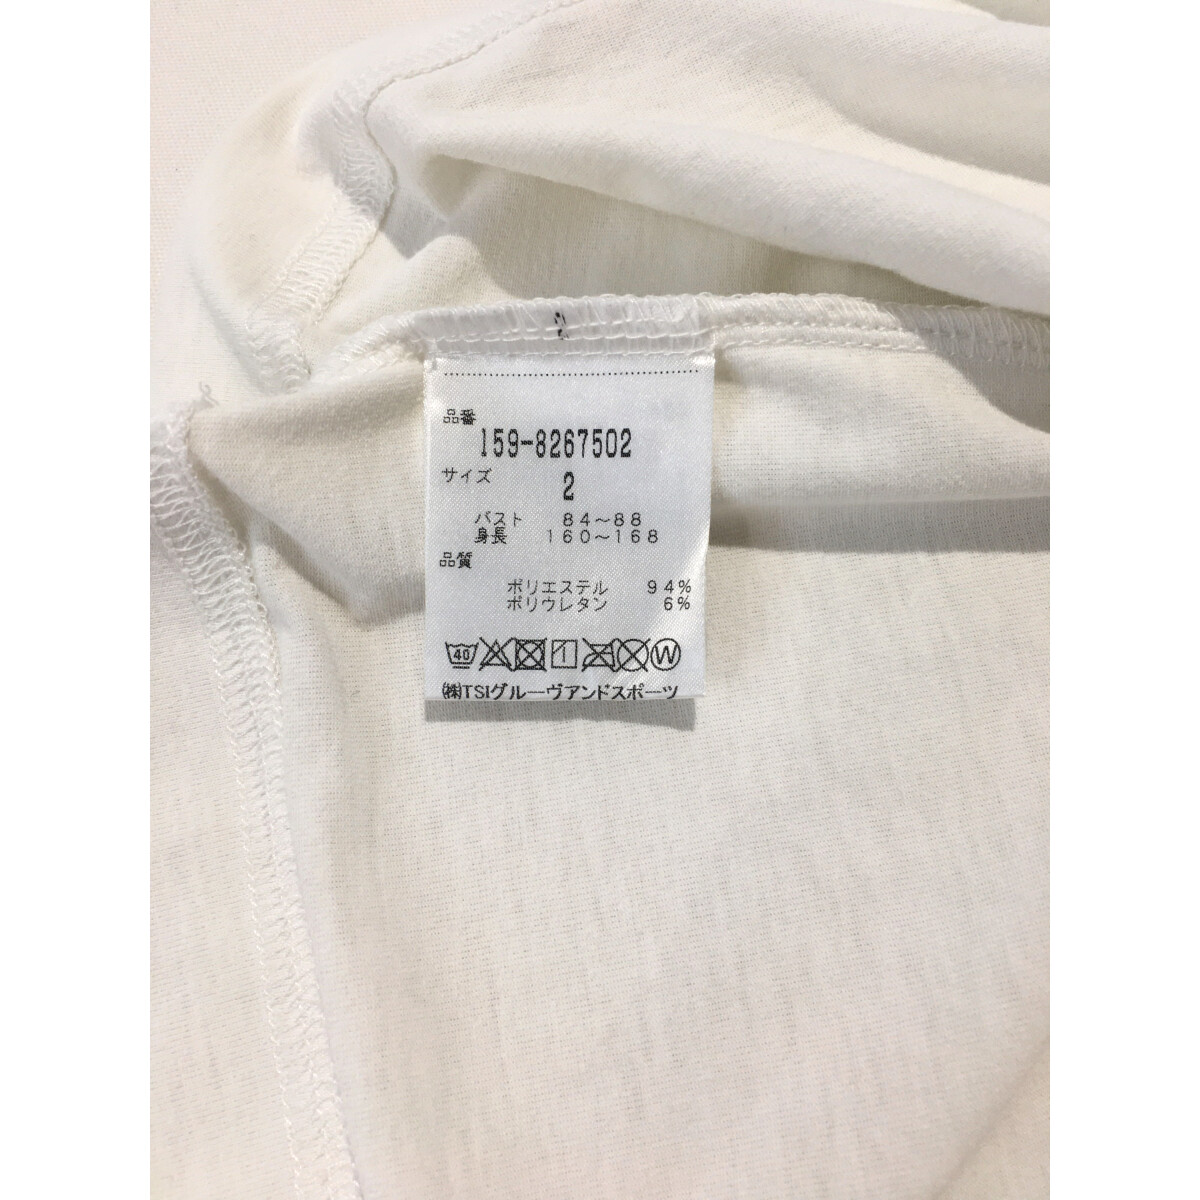 2
品番
159-8267502
サイズ
2
バスト 84～88
身長 160～168
品質
ポリエステル 94%
ポリウレタン 6%
40 W
㈱TSIグルーヴアンドスポーツ